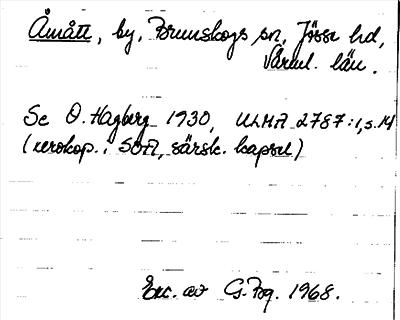 Åmått, by, Brunskogs sn, Jösse hd,
Värml. län.
Se O. Hagberg 1930, ULMA 2787:1, s. 14
(xerokop. i SOA, särsk. kapsel)
Exc. av G. Bg. 1968.